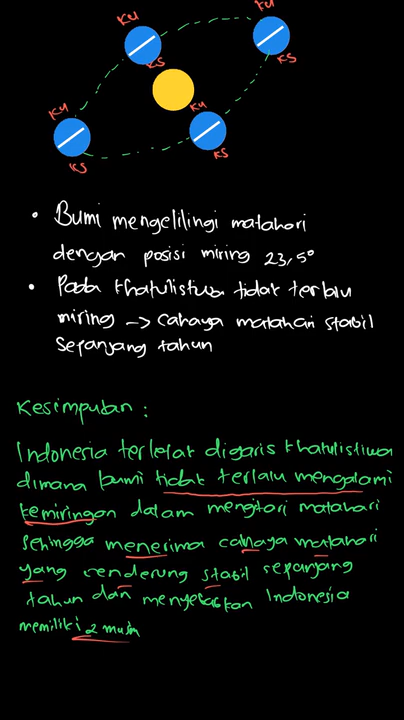 KU
KU
KS
KS
KU
KU
KS
KS
• Bumi mengelilingi matahari
dengan posisi miring 23,5°
• Pada khatulistiwa tidak terlalu
miring → cahaya matahari stabil
sepanjang tahun
Kesimpulan :
Indonesia terletak digaris khatulistiwa
dimana bumi tidak terlalu mengalami
kemiringan dalam mengitari matahari
sehingga menerima cahaya matahari
yang cenderung stabil sepanjang
tahun dan menyebabkan Indonesia
memiliki 2 musim